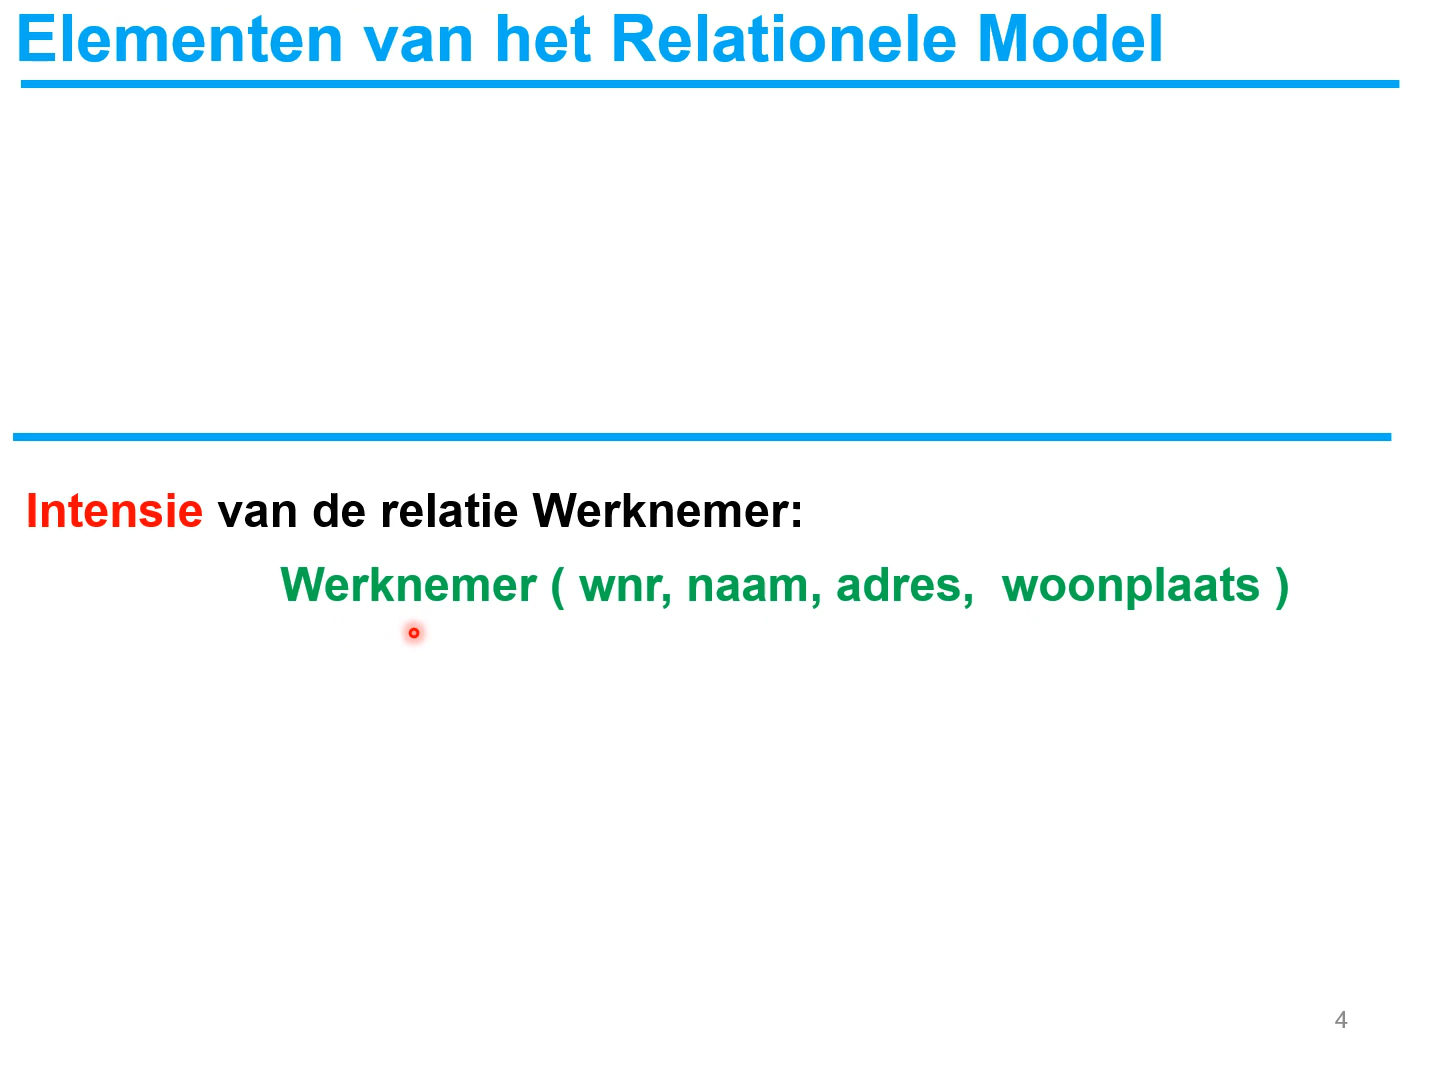 Elementen van het Relationele Model
Intensie van de relatie Werknemer:
Werknemer ( wnr, naam, adres, woonplaats )
4